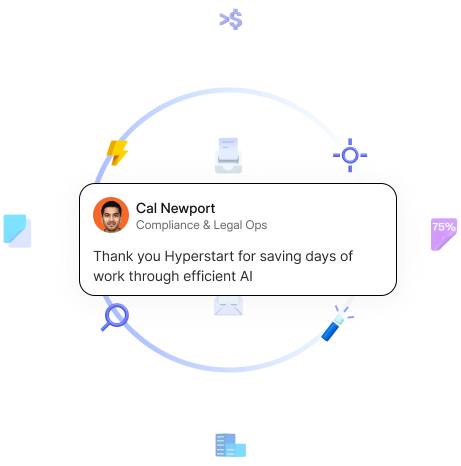 >$
Cal Newport
Compliance & Legal Ops
75%
Thank you Hyperstart for saving days of
work through efficient AI